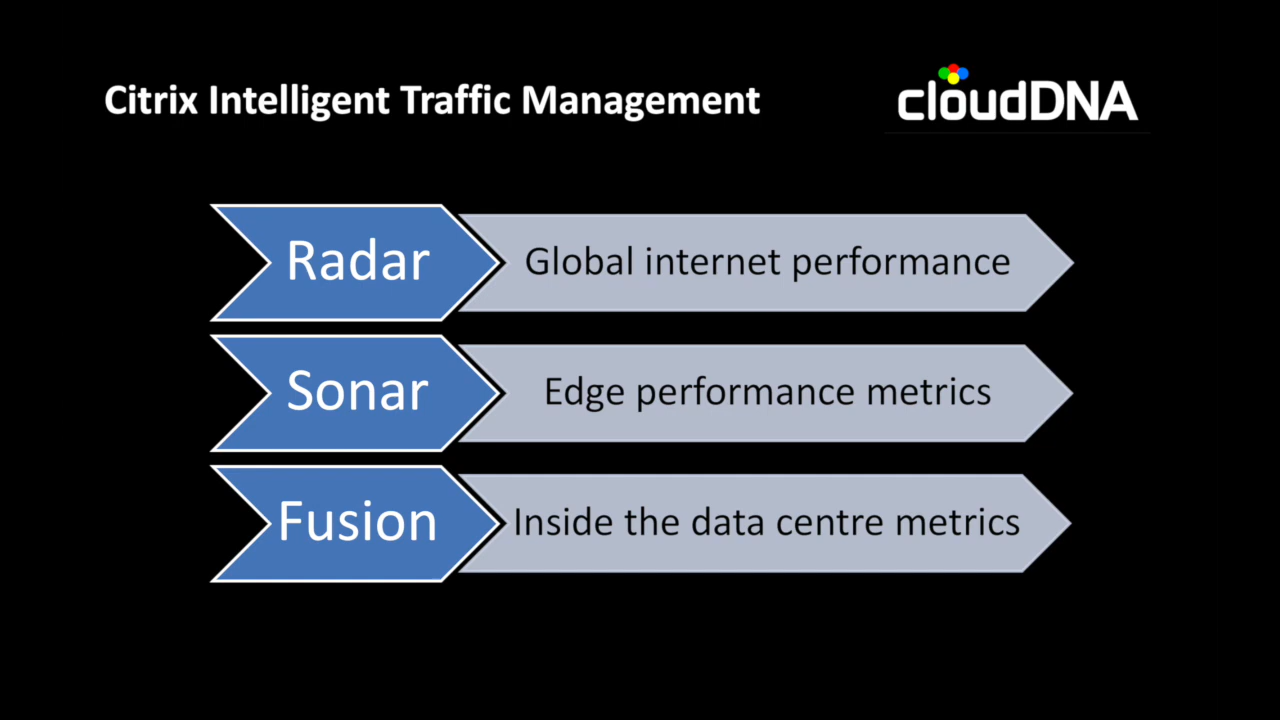 Citrix Intelligent Traffic Management
cloudDNA
Radar
Global internet performance
Sonar
Edge performance metrics
Fusion
Inside the data centre metrics